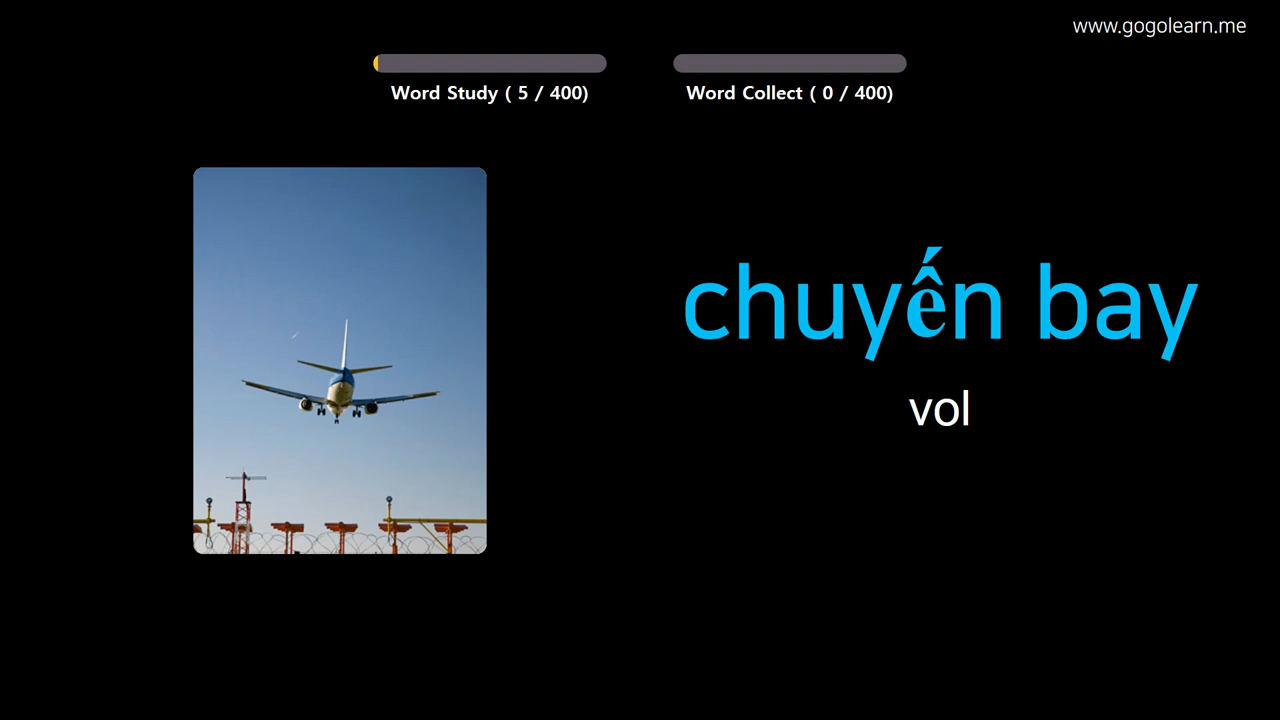 www.gogolearn.me
Word Study ( 5 / 400)
Word Collect ( 0 / 400)
chuyến bay
vol